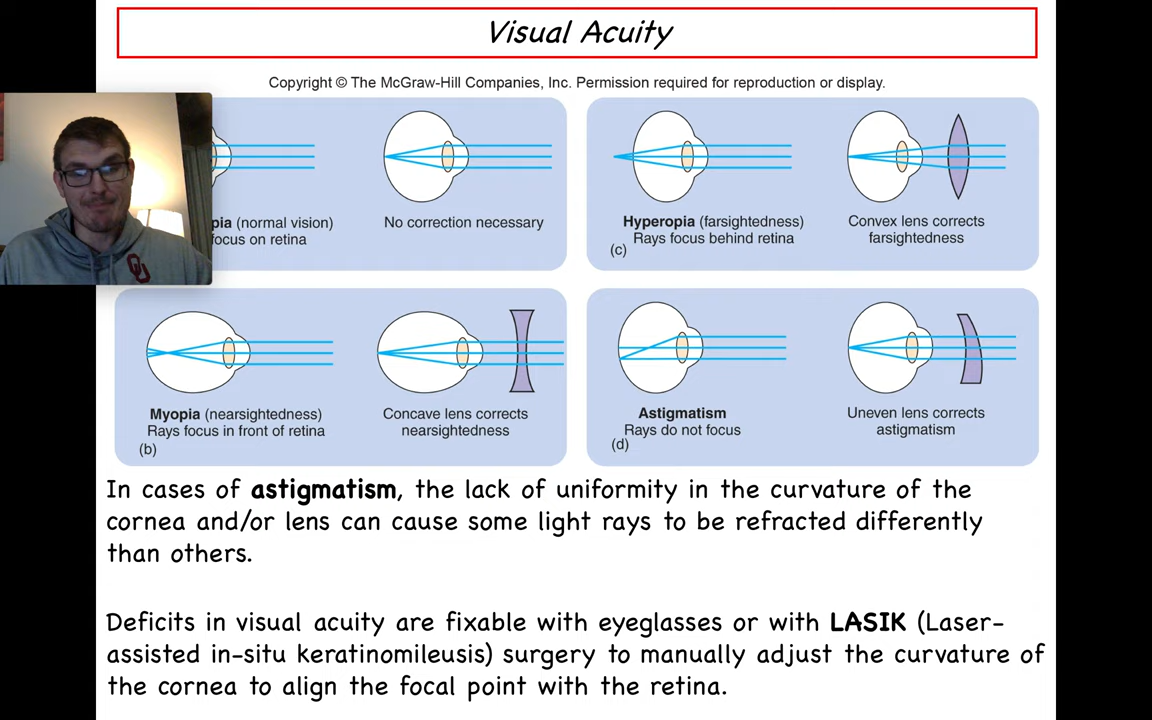 Visual Acuity
Copyright © The McGraw-Hill Companies, Inc. Permission required for reproduction or display.
(normal vision)
focus on retina
No correction necessary
Hyperopia (farsightedness)
Rays focus behind retina
(c)
Convex lens corrects
farsightedness
Myopia (nearsightedness)
Rays focus in front of retina
(b)
Concave lens corrects
nearsightedness
Astigmatism
Rays do not focus
(d)
Uneven lens corrects
astigmatism
In cases of astigmatism, the lack of uniformity in the curvature of the
cornea and/or lens can cause some light rays to be refracted differently
than others.
Deficits in visual acuity are fixable with eyeglasses or with LASIK (Laser-
assisted in-situ keratinomileusis) surgery to manually adjust the curvature of
the cornea to align the focal point with the retina.